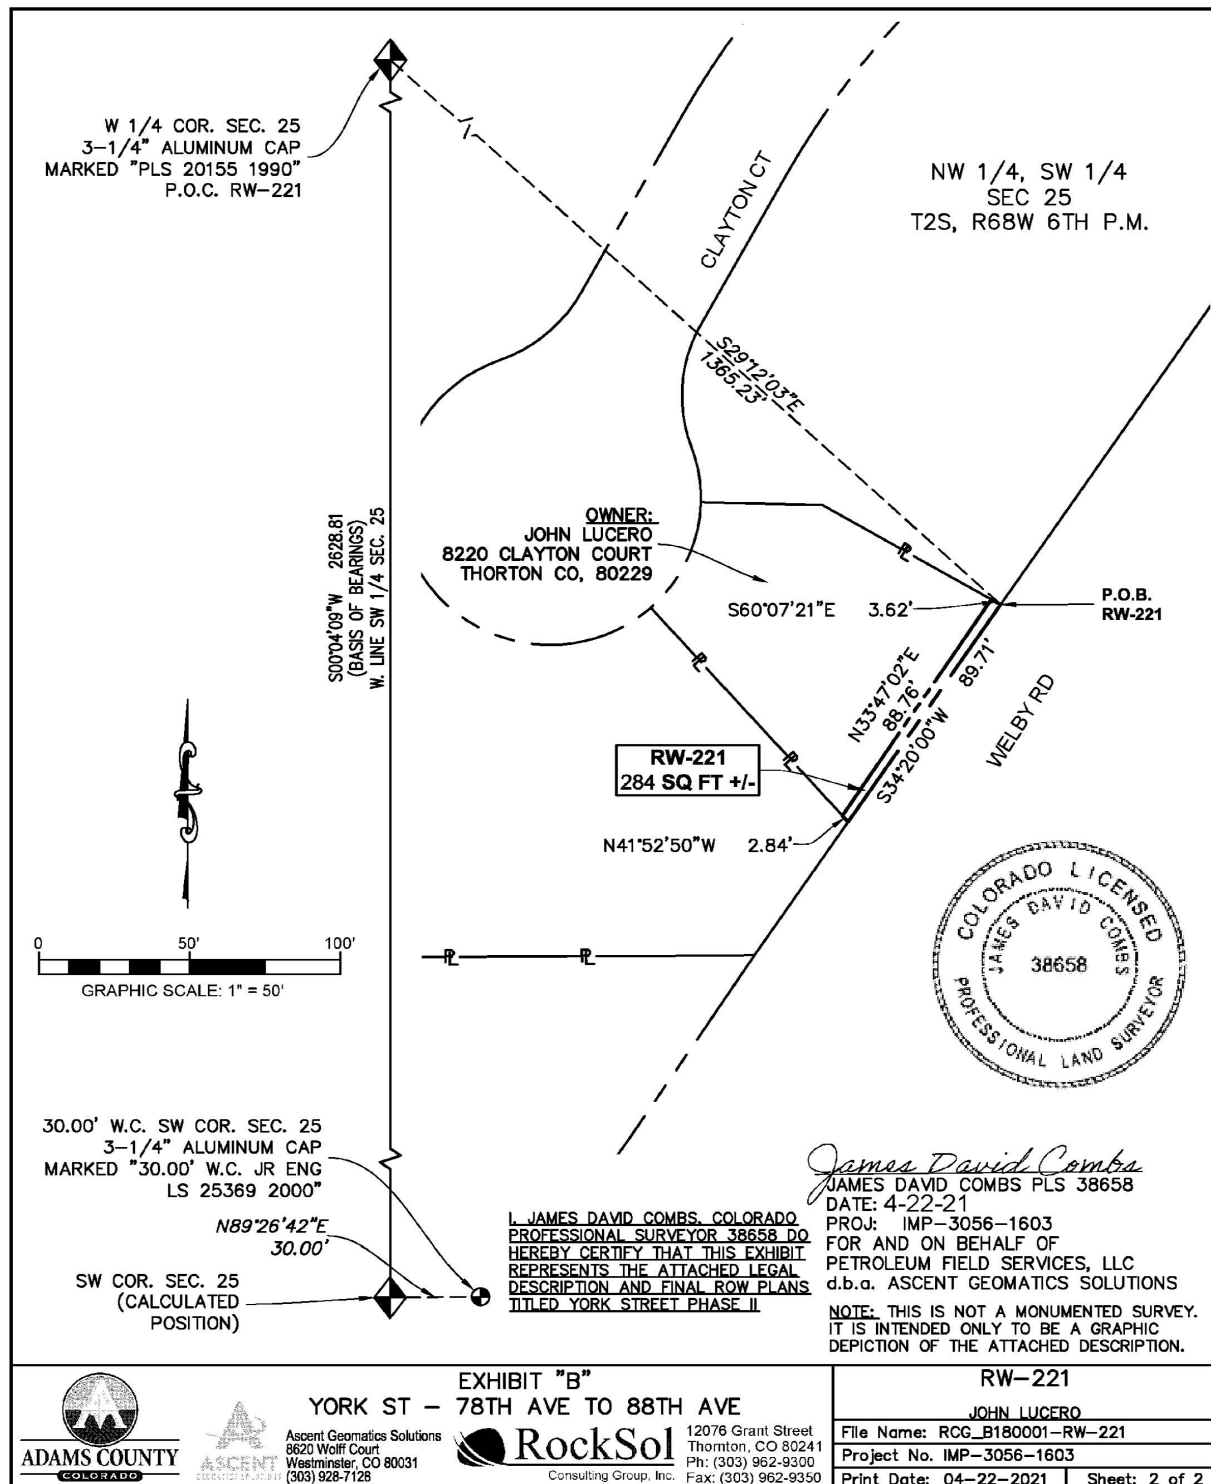 W 1/4 COR. SEC. 25
3-1/4" ALUMINUM CAP
MARKED "PLS 20155 1990"
P.O.C. RW-221
CLAYTON CT
NW 1/4, SW 1/4
SEC 25
T2S, R68W 6TH P.M.
S29°12'03"E
1365.23'
S00°04'09"W 2628.81
(BASIS OF BEARINGS)
W. LINE SW 1/4 SEC. 25
OWNER:
JOHN LUCERO
8220 CLAYTON COURT
THORTON CO, 80229
PL
S60°07'21"E 3.62'
P.O.B.
RW-221
PL
N33°47'02"E
88.76'
89.71'
S34°20'00"W
WELBY RD
PL
RW-221
284 SQ FT +/-
N41°52'50"W 2.84'
PL PL
0 50' 100'
GRAPHIC SCALE: 1" = 50'
COLORADO LICENSED
JAMES DAVID COMBS
38658
PROFESSIONAL LAND SURVEYOR
30.00' W.C. SW COR. SEC. 25
3-1/4" ALUMINUM CAP
MARKED "30.00' W.C. JR ENG
LS 25369 2000"
N89°26'42"E
30.00'
SW COR. SEC. 25
(CALCULATED
POSITION)
I, JAMES DAVID COMBS, COLORADO
PROFESSIONAL SURVEYOR 38658 DO
HEREBY CERTIFY THAT THIS EXHIBIT
REPRESENTS THE ATTACHED LEGAL
DESCRIPTION AND FINAL ROW PLANS
TITLED YORK STREET PHASE II
James David Combs
JAMES DAVID COMBS PLS 38658
DATE: 4-22-21
PROJ: IMP-3056-1603
FOR AND ON BEHALF OF
PETROLEUM FIELD SERVICES, LLC
d.b.a. ASCENT GEOMATICS SOLUTIONS
NOTE: THIS IS NOT A MONUMENTED SURVEY.
IT IS INTENDED ONLY TO BE A GRAPHIC
DEPICTION OF THE ATTACHED DESCRIPTION.
ADAMS COUNTY
COLORADO
ASCENT
EXHIBIT "B"
YORK ST - 78TH AVE TO 88TH AVE
Ascent Geomatics Solutions
8620 Wolff Court
Westminster, CO 80031
(303) 928-7128
RockSol
Consulting Group, Inc.
12076 Grant Street
Thornton, CO 80241
Ph: (303) 962-9300
Fax: (303) 962-9350
RW-221
JOHN LUCERO
File Name: RCG_B180001-RW-221
Project No. IMP-3056-1603
Print Date: 04-22-2021
Sheet: 2 of 2